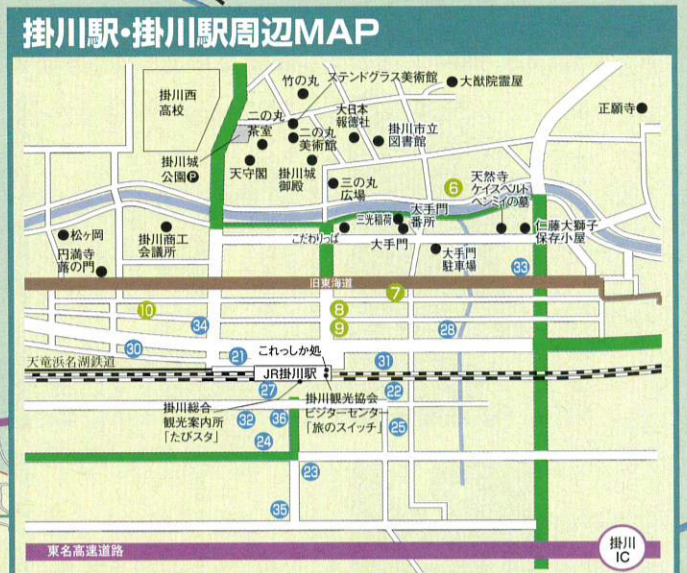 掛川駅・掛川駅周辺MAP
掛川西
高校
竹の丸
ステンドグラス美術館
大猷院霊屋
正願寺
二の丸
茶室
二の丸
美術館
大日本
報徳社
掛川市立
図書館
掛川城
公園P
天守閣
掛川城
御殿
三の丸
広場
6
天然寺
ケイスベルト
ヘンミイの墓
松ヶ岡
掛川商工
会議所
こだわりっぱ
三光稲荷
大手門
番所
大手門
仁藤大獅子
保存小屋
円満寺
蕗の門
大手門
駐車場
33
旧東海道
7
10
8
34
9
28
30
21
これっしか処
31
天竜浜名湖鉄道
JR掛川駅
27
22
掛川総合
観光案内所
「たびスタ」
32
36
掛川観光協会
ビジターセンター
「旅のスイッチ」
25
24
23
35
東名高速道路
掛川
IC